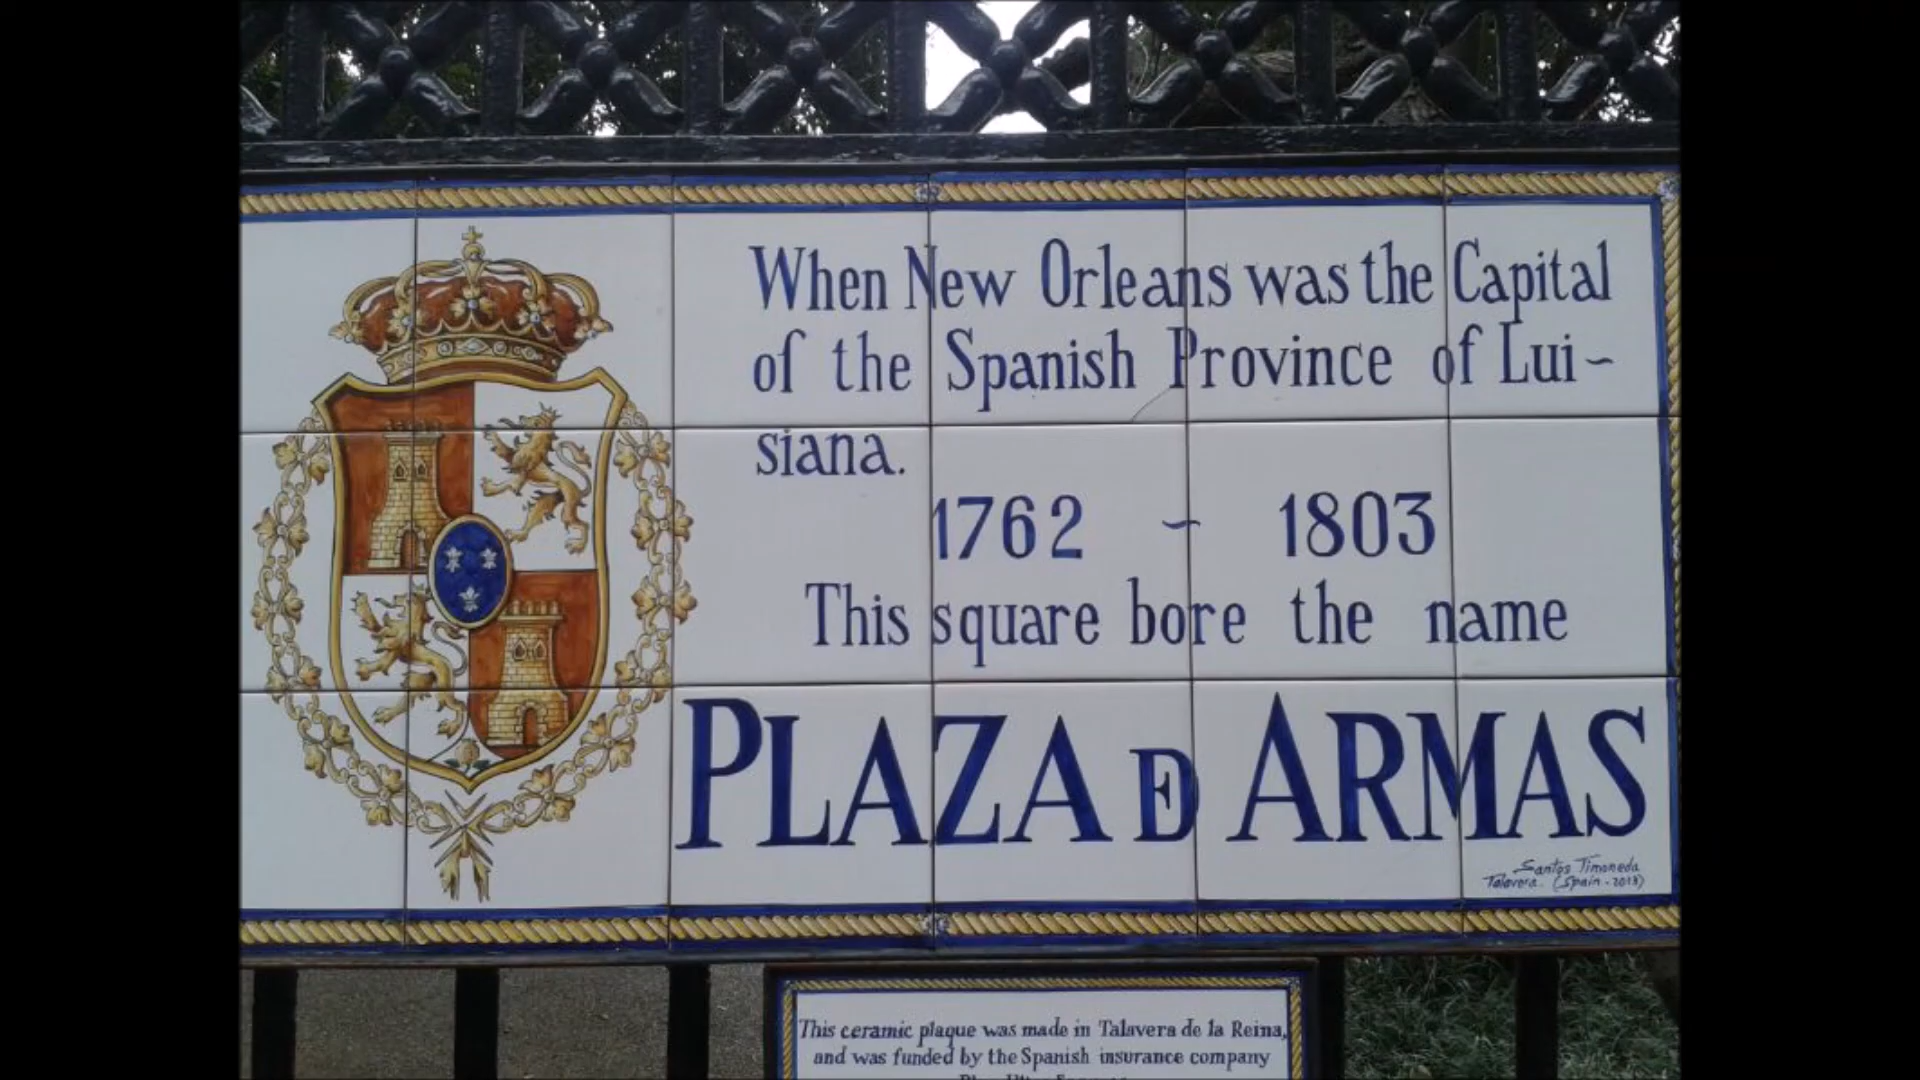 When New Orleans was the Capital
of the Spanish Province of Lui~
siana.
1762 ~ 1803
This square bore the name
PLAZA DE ARMAS
Santos Timoneda
Talavera. (Spain - 2013)
This ceramic plaque was made in Talavera de la Reina,
and was funded by the Spanish insurance company